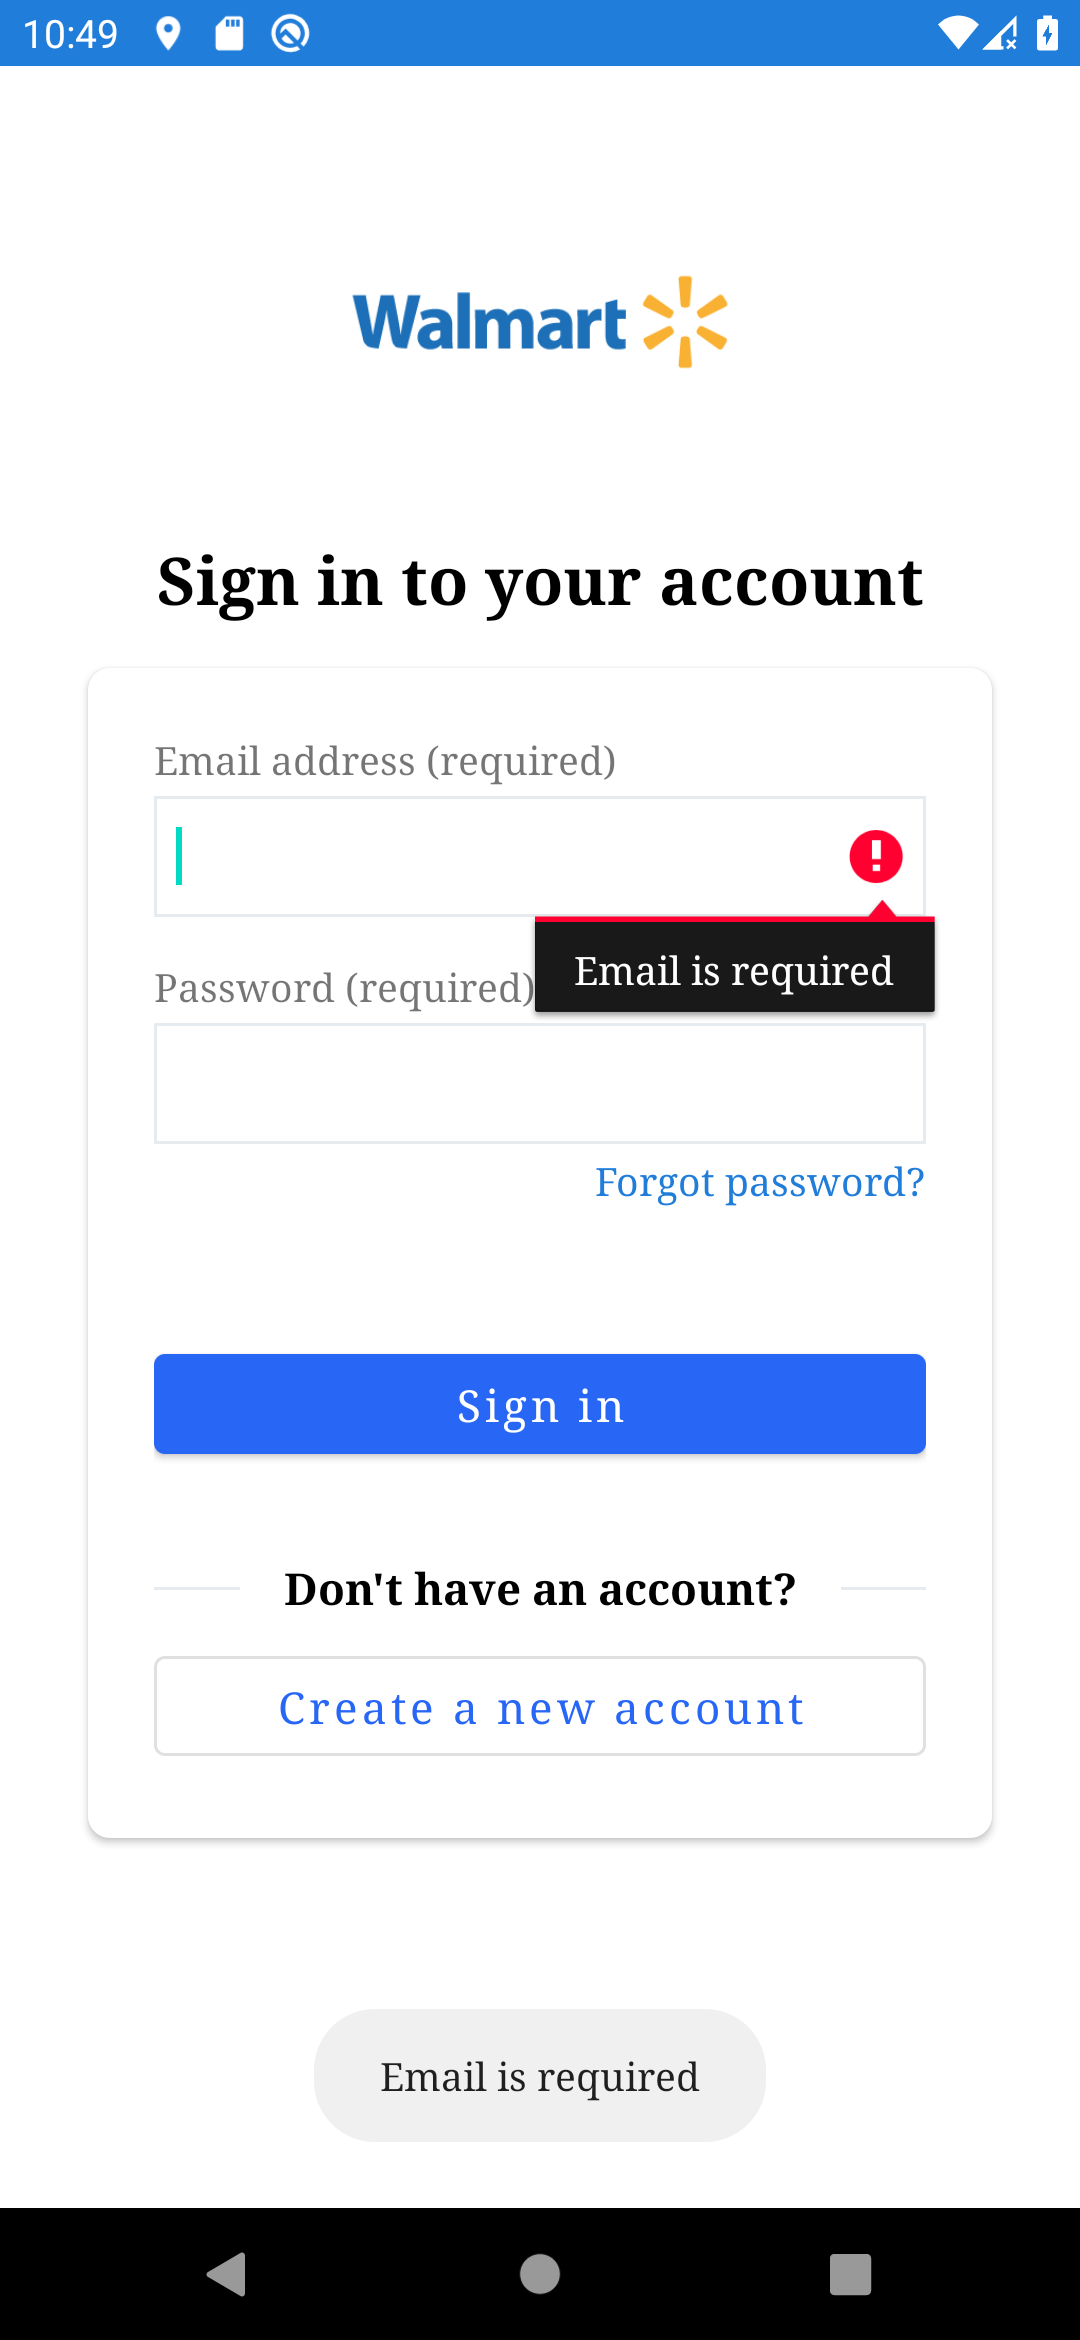 10:49
Walmart
Sign in to your account
Email address (required)
Email is required
Password (required)
Forgot password?
Sign in
Don't have an account?
Create a new account
Email is required